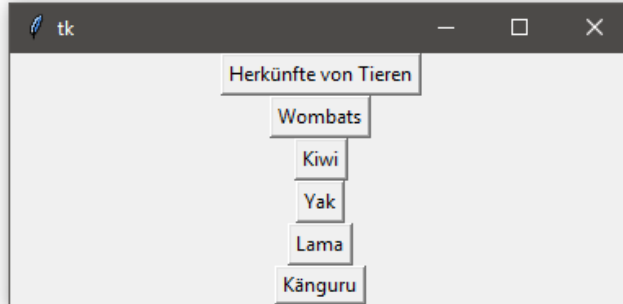 tk
Herkünfte von Tieren
Wombats
Kiwi
Yak
Lama
Känguru